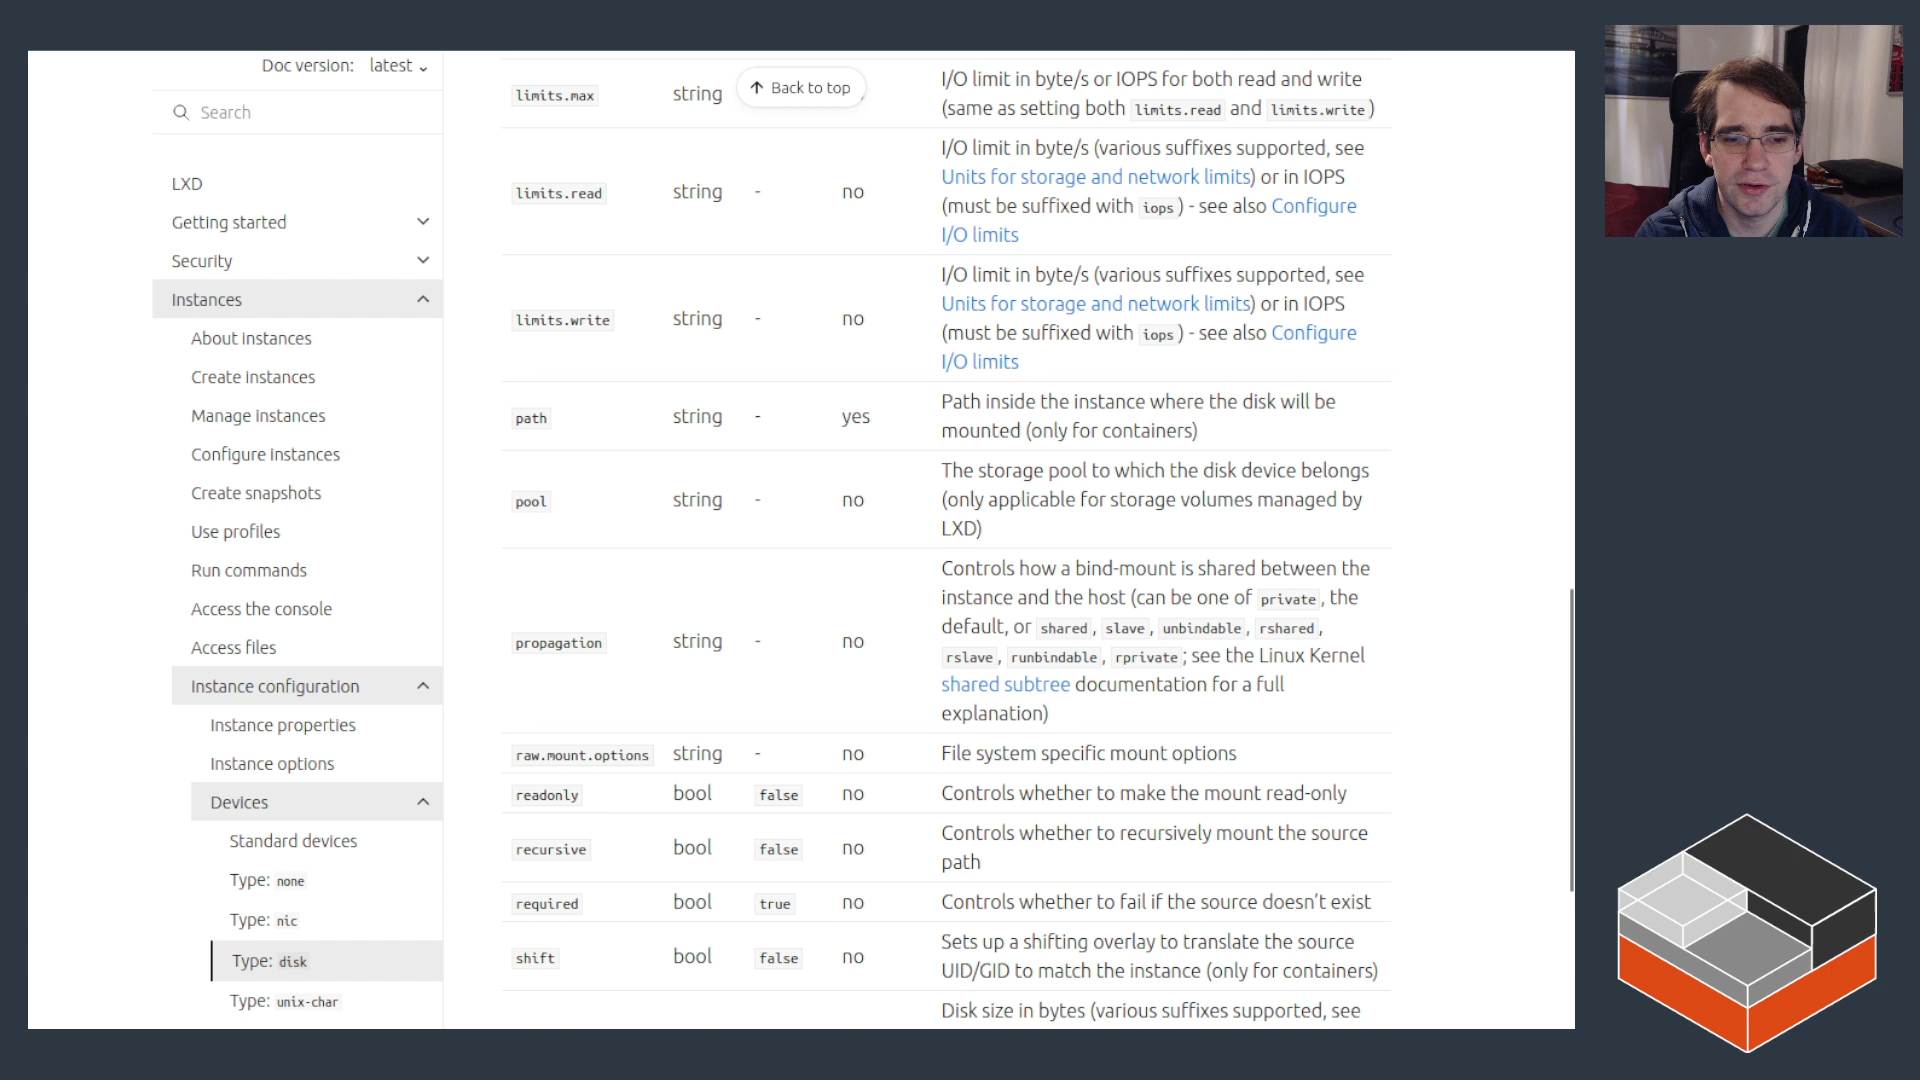 Doc version: latest
Search
LXD
Getting started
Security
Instances
About instances
Create instances
Manage instances
Configure instances
Create snapshots
Use profiles
Run commands
Access the console
Access files
Instance configuration
Instance properties
Instance options
Devices
Standard devices
Type: none
Type: nic
Type: disk
Type: unix-char
Back to top
limits.max string I/O limit in byte/s or IOPS for both read and write
(same as setting both limits.read and limits.write)
limits.read string - no I/O limit in byte/s (various suffixes supported, see
Units for storage and network limits) or in IOPS
(must be suffixed with iops) - see also Configure
I/O limits
limits.write string - no I/O limit in byte/s (various suffixes supported, see
Units for storage and network limits) or in IOPS
(must be suffixed with iops) - see also Configure
I/O limits
path string - yes Path inside the instance where the disk will be
mounted (only for containers)
pool string - no The storage pool to which the disk device belongs
(only applicable for storage volumes managed by
LXD)
propagation string - no Controls how a bind-mount is shared between the
instance and the host (can be one of private, the
default, or shared, slave, unbindable, rshared,
rslave, runbindable, rprivate; see the Linux Kernel
shared subtree documentation for a full
explanation)
raw.mount.options string - no File system specific mount options
readonly bool false no Controls whether to make the mount read-only
recursive bool false no Controls whether to recursively mount the source
path
required bool true no Controls whether to fail if the source doesn’t exist
shift bool false no Sets up a shifting overlay to translate the source
UID/GID to match the instance (only for containers)
Disk size in bytes (various suffixes supported, see